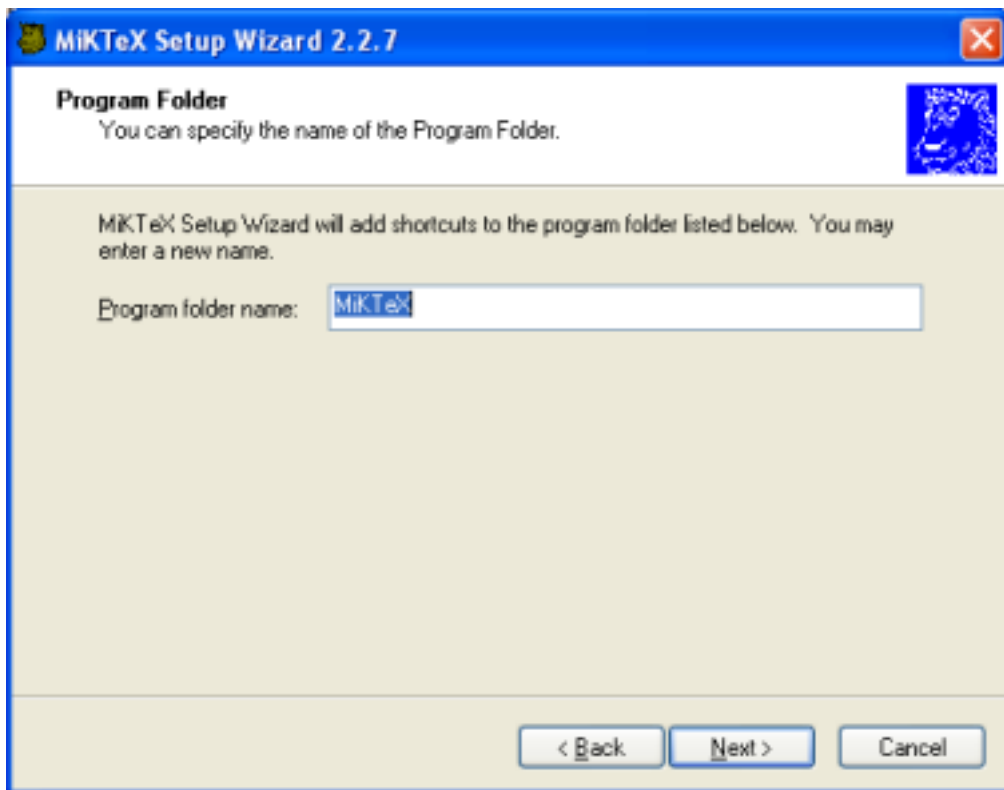 MiKTeX Setup Wizard 2.2.7
Program Folder
You can specify the name of the Program Folder.
MiKTeX Setup Wizard will add shortcuts to the program folder listed below.  You may
enter a new name.
Program folder name: MiKTeX
< Back Next > Cancel